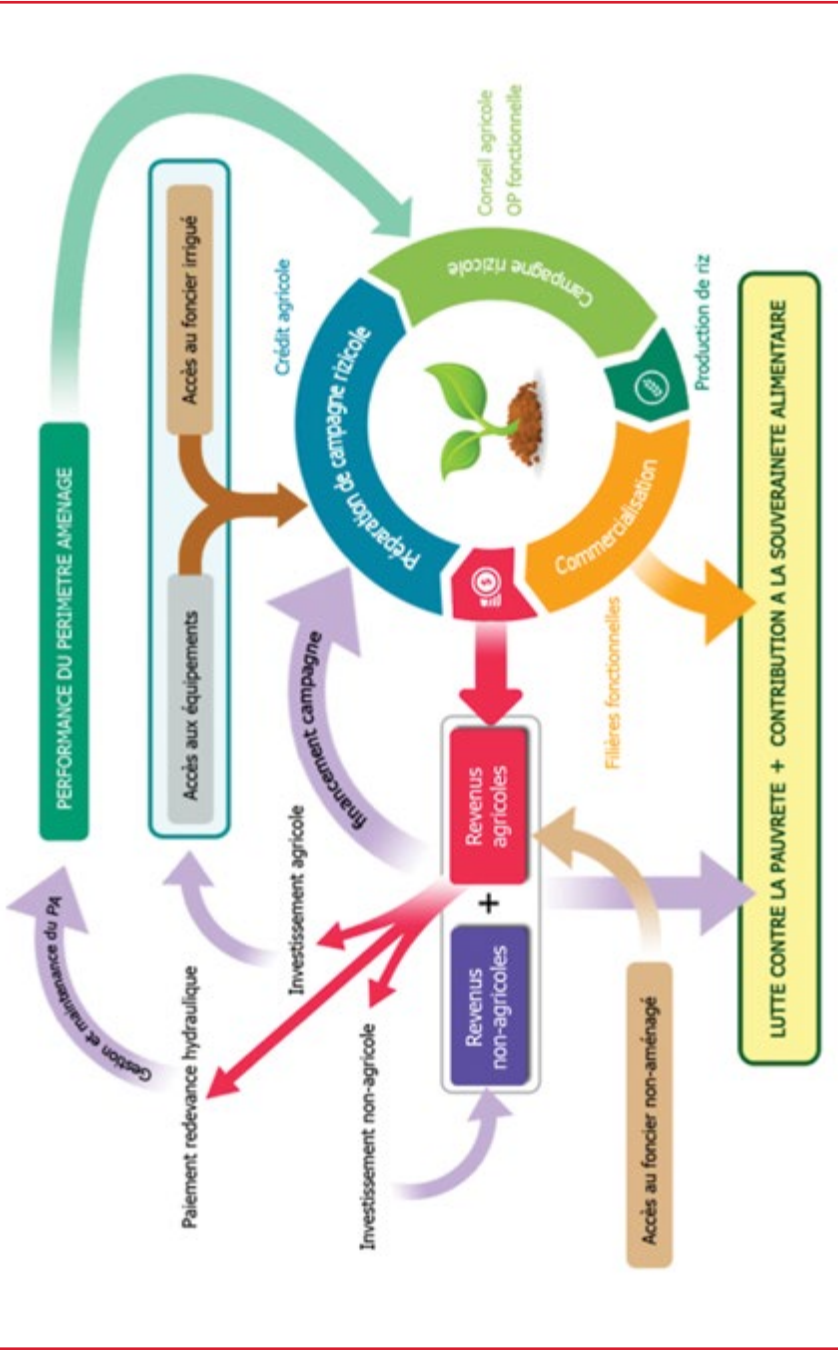 PERFORMANCE DU PERIMETRE AMENAGE
Gestion et maintenance du PA
Accès aux équipements
Accès au foncier irrigué
Paiement redevance hydraulique
Investissement agricole
financement campagne
Crédit agricole
Préparation de campagne rizicole
Investissement non-agricole
Conseil agricole
OP fonctionnelle
Campagne rizicole
Revenus
non-agricoles
+
Revenus
agricoles
Commercialisation
Filières fonctionnelles
Production de riz
Accès au foncier non-aménagé
LUTTE CONTRE LA PAUVRETE + CONTRIBUTION A LA SOUVERAINETE ALIMENTAIRE